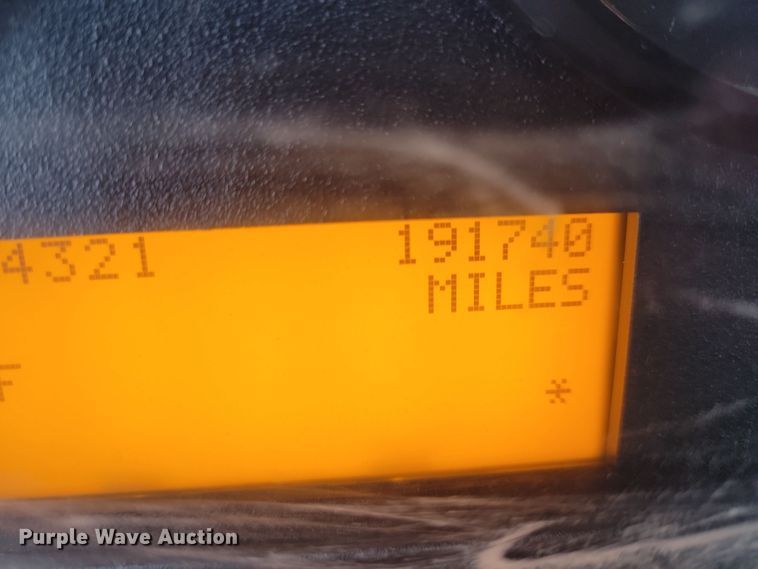 4321 191740
MILES
F *
Purple Wave Auction